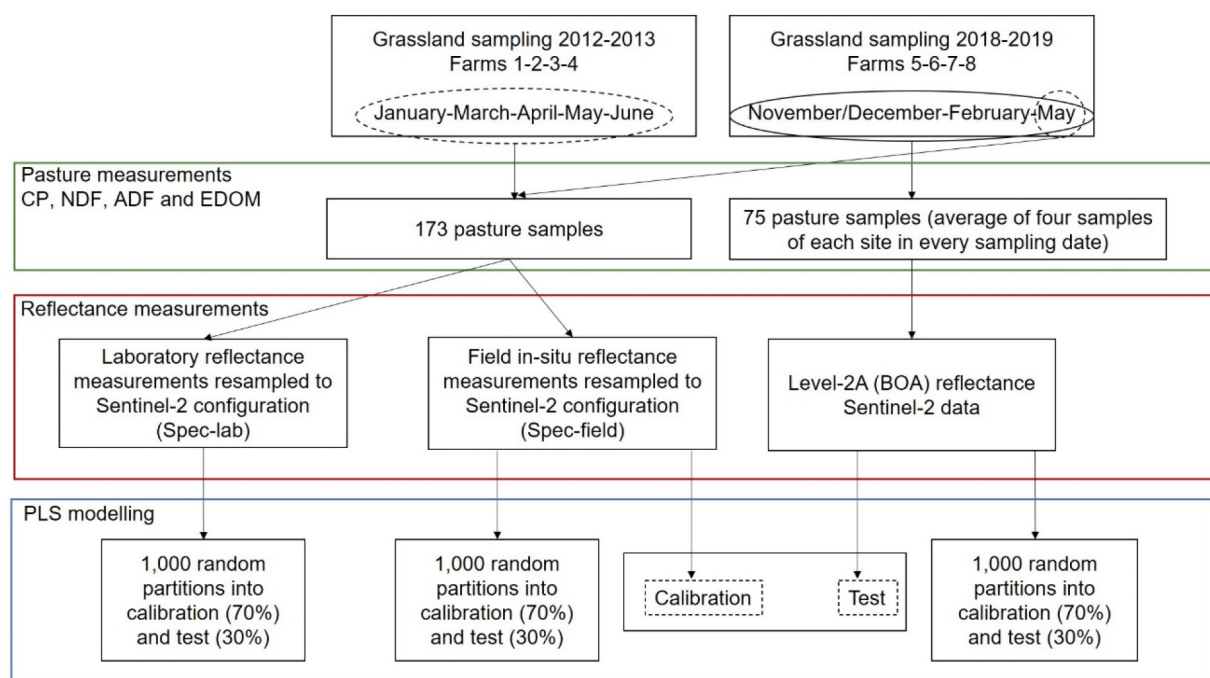 Grassland sampling 2012-2013
Farms 1-2-3-4
January-March-April-May-June
Grassland sampling 2018-2019
Farms 5-6-7-8
November/December-February-May
Pasture measurements
CP, NDF, ADF and EDOM
173 pasture samples
75 pasture samples (average of four samples
of each site in every sampling date)
Reflectance measurements
Laboratory reflectance
measurements resampled to
Sentinel-2 configuration
(Spec-lab)
Field in-situ reflectance
measurements resampled to
Sentinel-2 configuration
(Spec-field)
Level-2A (BOA) reflectance
Sentinel-2 data
PLS modelling
1,000 random
partitions into
calibration (70%)
and test (30%)
1,000 random
partitions into
calibration (70%)
and test (30%)
Calibration
Test
1,000 random
partitions into
calibration (70%)
and test (30%)